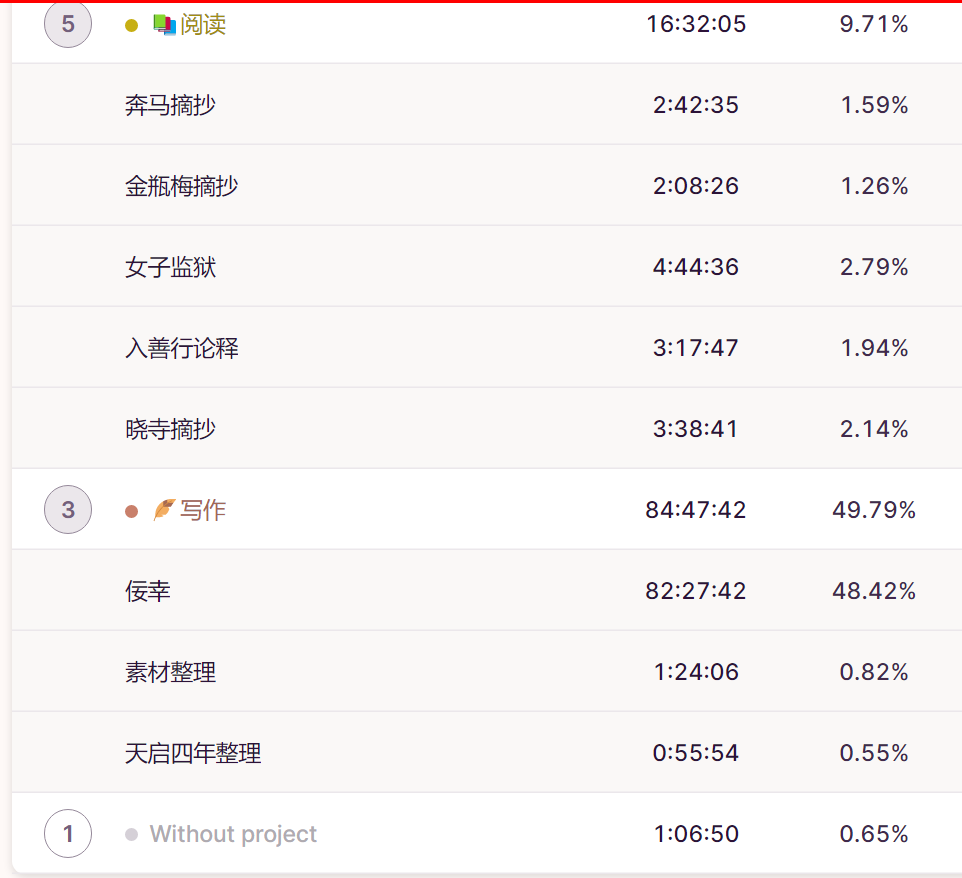 5 阅读 16:32:05 9.71%
奔马摘抄 2:42:35 1.59%
金瓶梅摘抄 2:08:26 1.26%
女子监狱 4:44:36 2.79%
入善行论释 3:17:47 1.94%
晓寺摘抄 3:38:41 2.14%
3 写作 84:47:42 49.79%
佞幸 82:27:42 48.42%
素材整理 1:24:06 0.82%
天启四年整理 0:55:54 0.55%
1 Without project 1:06:50 0.65%